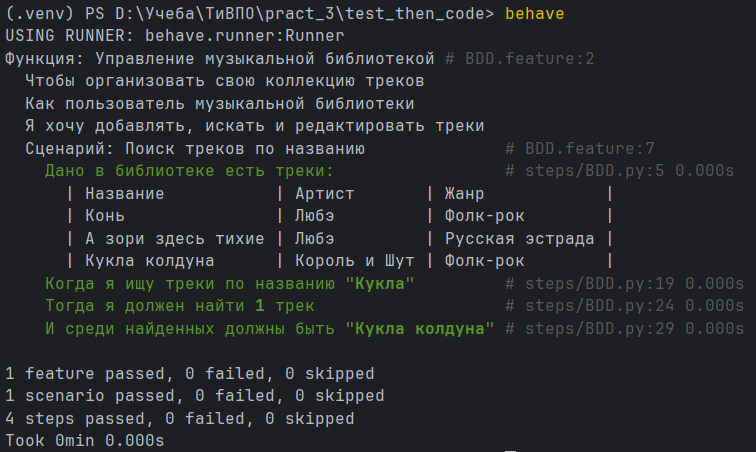 (.venv) PS D:\Учеба\ТиВПО\pract_3\test_then_code> behave
USING RUNNER: behave.runner:Runner
Функция: Управление музыкальной библиотекой # BDD.feature:2
  Чтобы организовать свою коллекцию треков
  Как пользователь музыкальной библиотеки
  Я хочу добавлять, искать и редактировать треки
  Сценарий: Поиск треков по названию              # BDD.feature:7
    Дано в библиотеке есть треки:                 # steps/BDD.py:5 0.000s
      | Название           | Артист       | Жанр            |
      | Конь               | Любэ         | Фолк-рок        |
      | А зори здесь тихие | Любэ         | Русская эстрада |
      | Кукла колдуна      | Король и Шут | Фолк-рок        |
    Когда я ищу треки по названию "Кукла"         # steps/BDD.py:19 0.000s
    Тогда я должен найти 1 трек                   # steps/BDD.py:24 0.000s
    И среди найденных должны быть "Кукла колдуна" # steps/BDD.py:29 0.000s
1 feature passed, 0 failed, 0 skipped
1 scenario passed, 0 failed, 0 skipped
4 steps passed, 0 failed, 0 skipped
Took 0min 0.000s